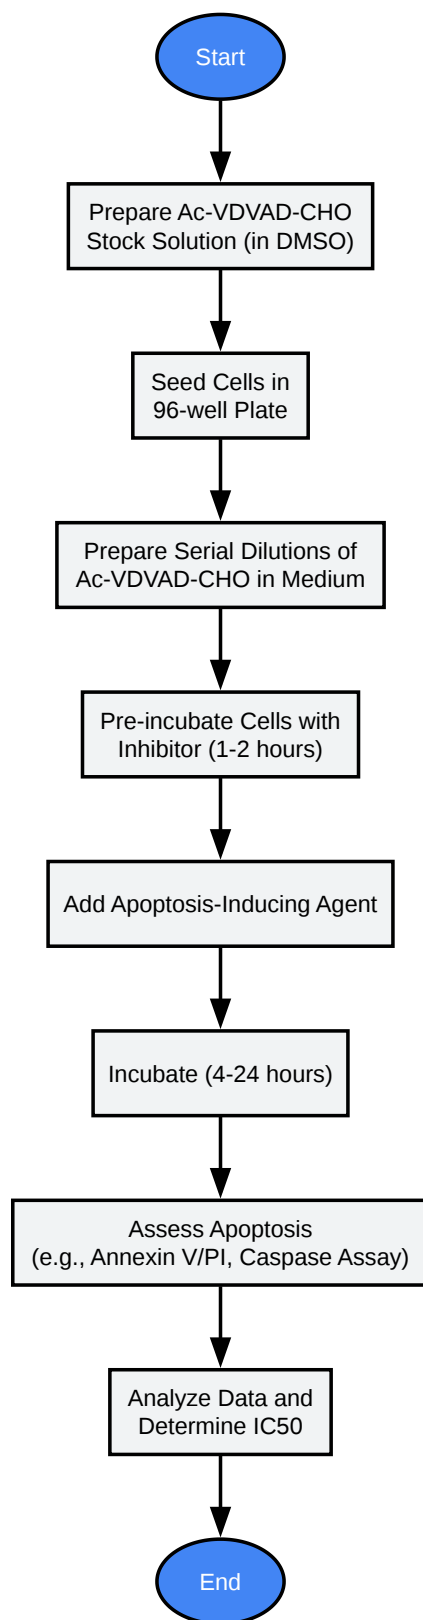 Start
Prepare Ac-VDVAD-CHO
Stock Solution (in DMSO)
Seed Cells in
96-well Plate
Prepare Serial Dilutions of
Ac-VDVAD-CHO in Medium
Pre-incubate Cells with
Inhibitor (1-2 hours)
Add Apoptosis-Inducing Agent
Incubate (4-24 hours)
Assess Apoptosis
(e.g., Annexin V/PI, Caspase Assay)
Analyze Data and
Determine IC50
End